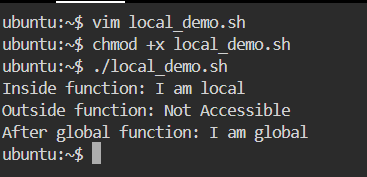 ubuntu:~$ vim local_demo.sh
ubuntu:~$ chmod +x local_demo.sh
ubuntu:~$ ./local_demo.sh
Inside function: I am local
Outside function: Not Accessible
After global function: I am global
ubuntu:~$